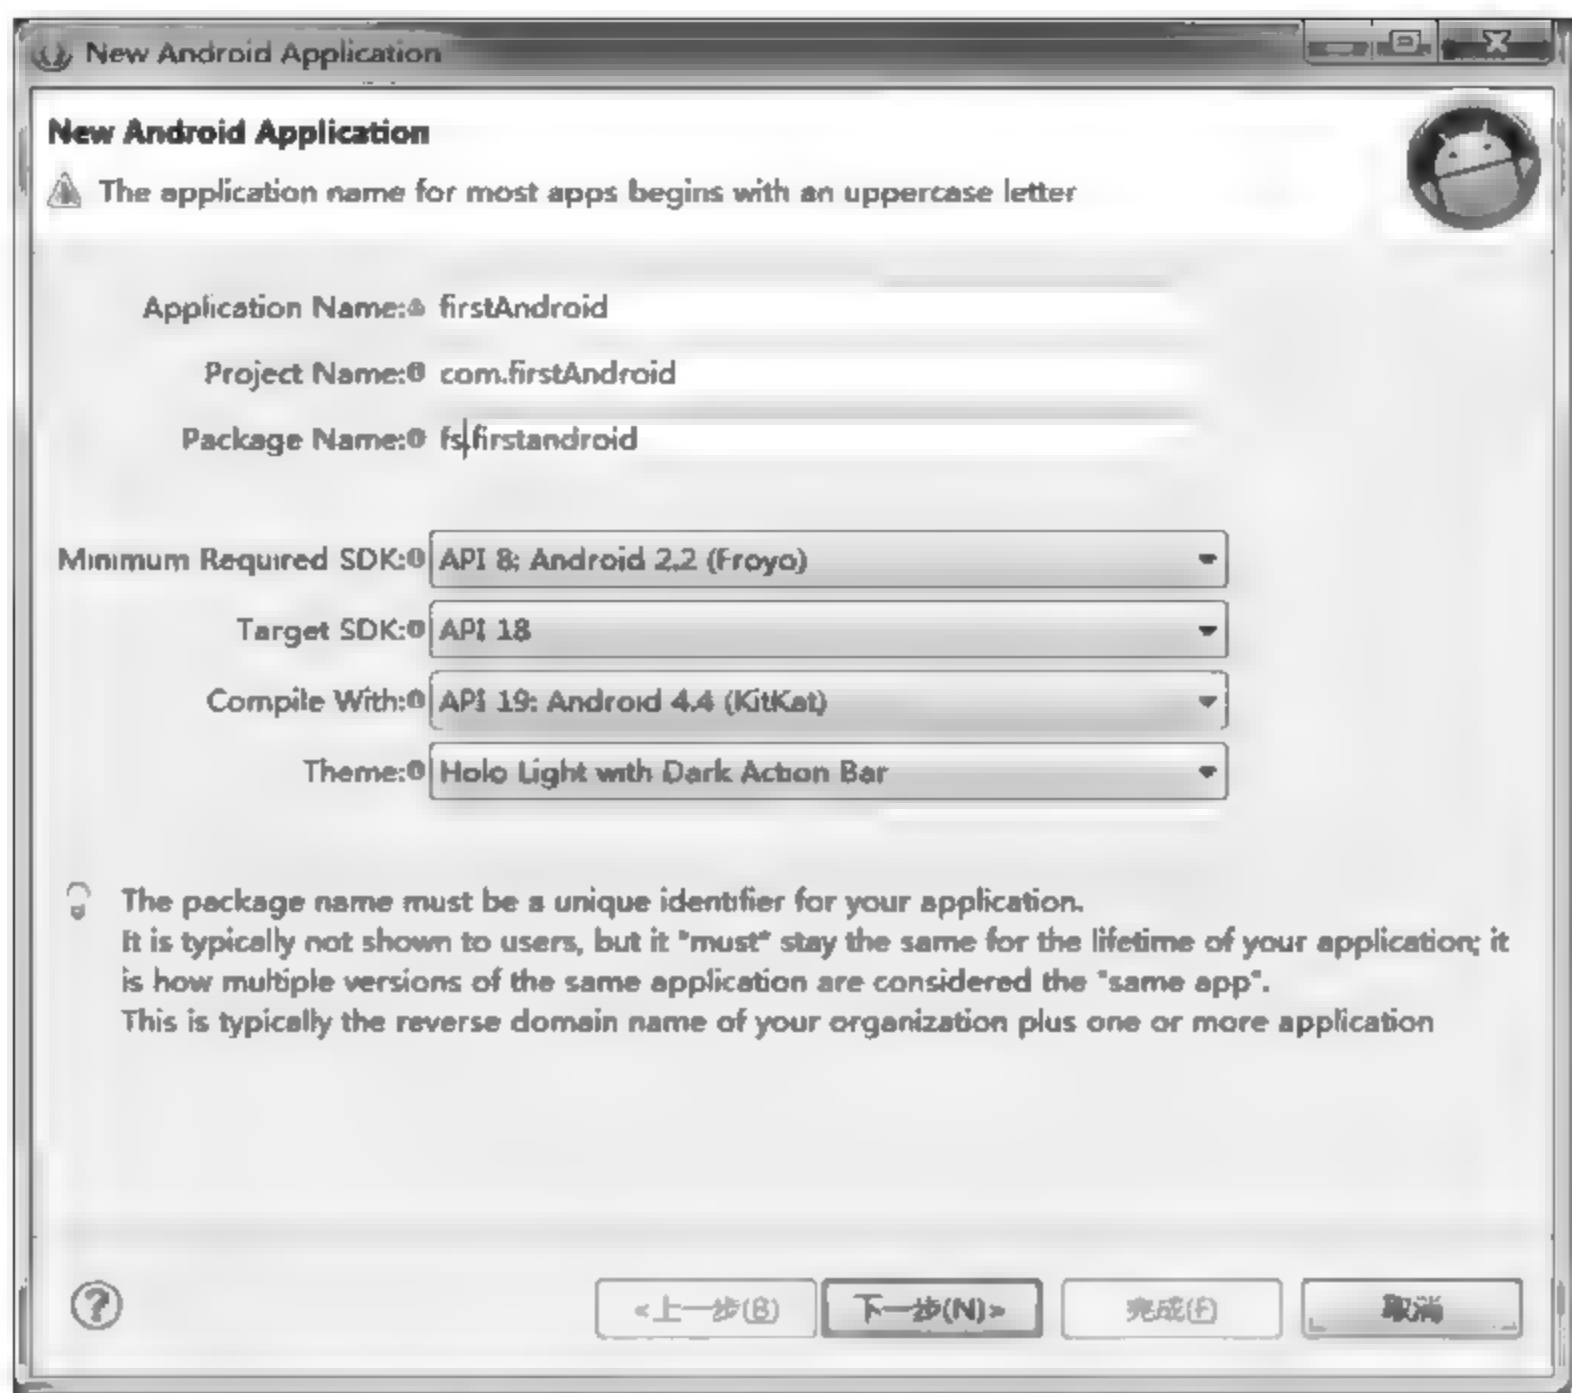 New Android Application
New Android Application
The application name for most apps begins with an uppercase letter
Application Name: firstAndroid
Project Name: com.firstAndroid
Package Name: fs.firstandroid
Minimum Required SDK: API 8: Android 2.2 (Froyo)
Target SDK: API 18
Compile With: API 19: Android 4.4 (KitKat)
Theme: Holo Light with Dark Action Bar
The package name must be a unique identifier for your application.
It is typically not shown to users, but it *must* stay the same for the lifetime of your application; it
is how multiple versions of the same application are considered the "same app".
This is typically the reverse domain name of your organization plus one or more application
? <上一步(B) 下一步(N)> 完成(F) 取消